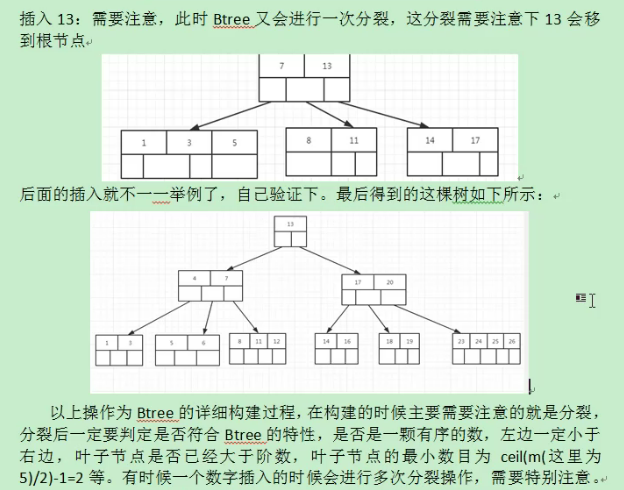 插入 13：需要注意，此时 Btree 又会进行一次分裂，这分裂需要注意下 13 会移
到根节点
7 13
1 3 5 8 11 14 17
后面的插入就不一一举例了，自己验证下。最后得到的这棵树如下所示：
13
4 7 17 20
1 3 5 6 8 11 12 14 16 18 19 23 24 25 26
以上操作为 Btree 的详细构建过程，在构建的时候主要需要注意的就是分裂，
分裂后一定要判定是否符合 Btree 的特性，是否是一颗有序的数，左边一定小于
右边，叶子节点是否已经大于阶数，叶子节点的最小数目为 ceil(m(这里为
5)/2)-1=2 等。有时候一个数字插入的时候会进行多次分裂操作，需要特别注意。